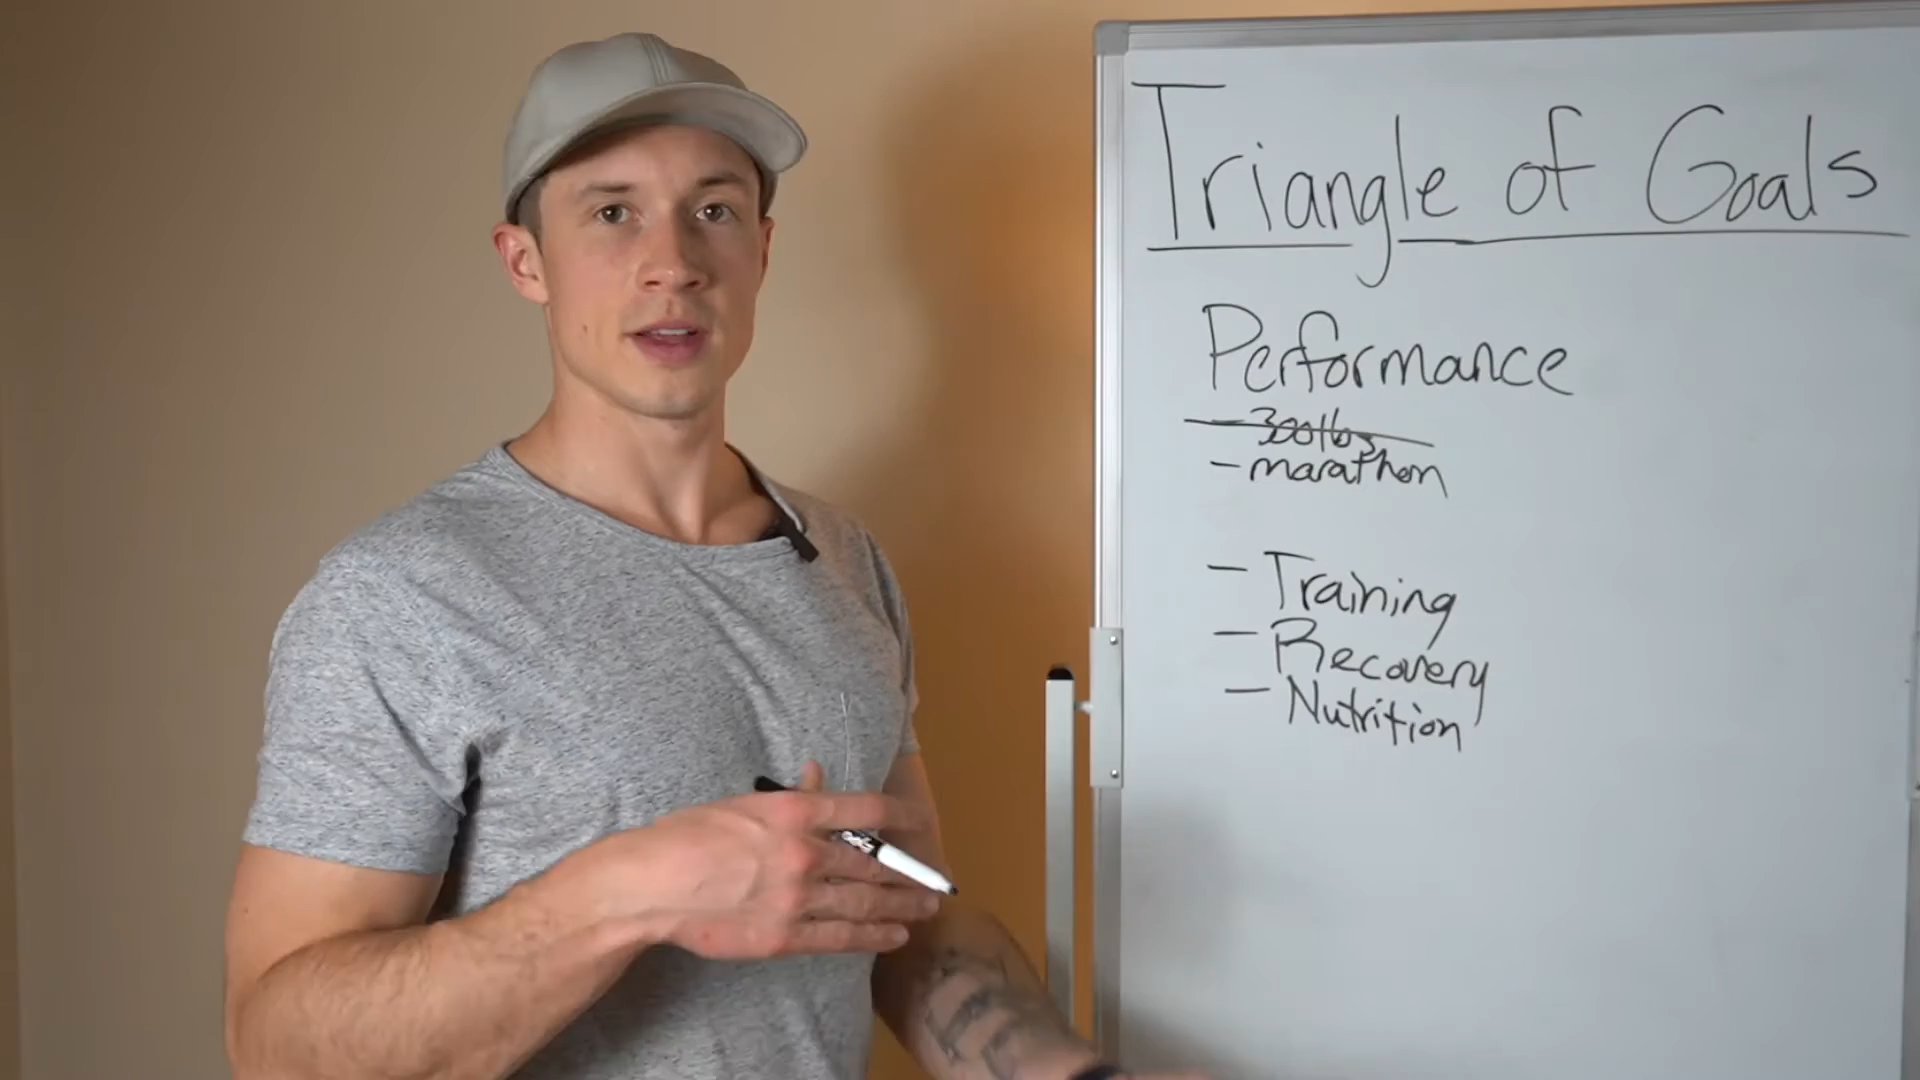 Triangle of Goals
Performance
- 300lbs
- marathon
- Training
- Recovery
- Nutrition